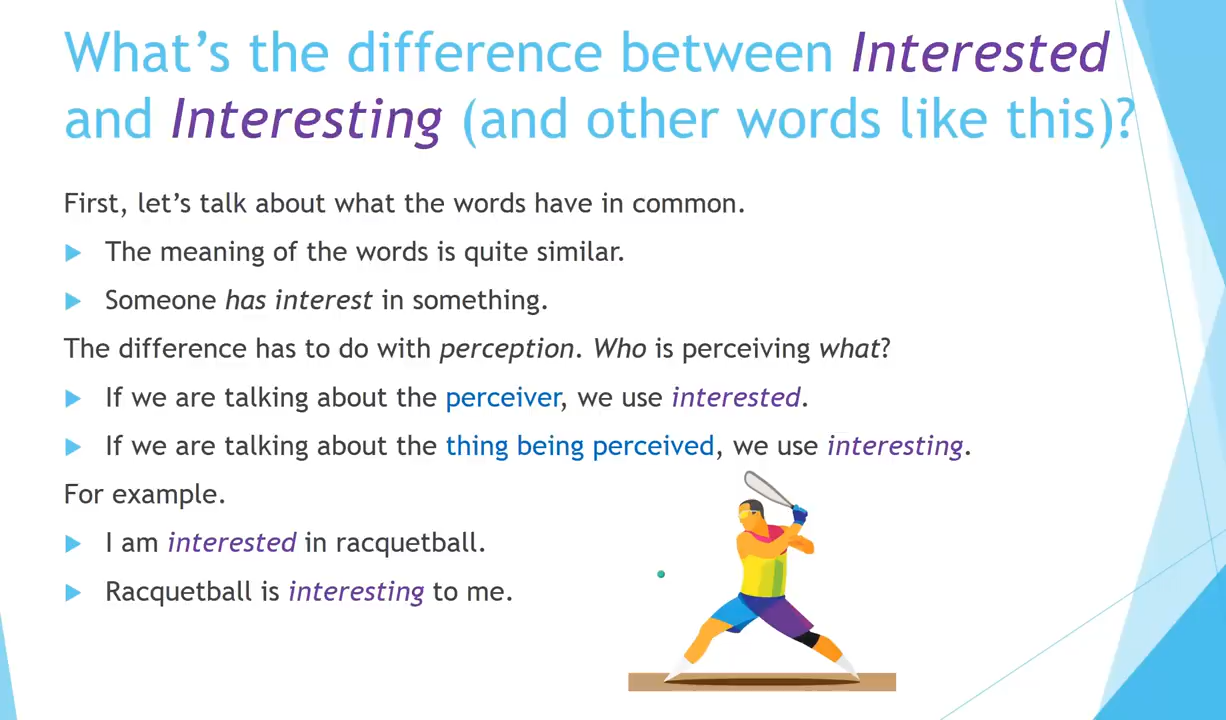 What’s the difference between Interested
and Interesting (and other words like this)?
First, let’s talk about what the words have in common.
The meaning of the words is quite similar.
Someone has interest in something.
The difference has to do with perception. Who is perceiving what?
If we are talking about the perceiver, we use interested.
If we are talking about the thing being perceived, we use interesting.
For example.
I am interested in racquetball.
Racquetball is interesting to me.